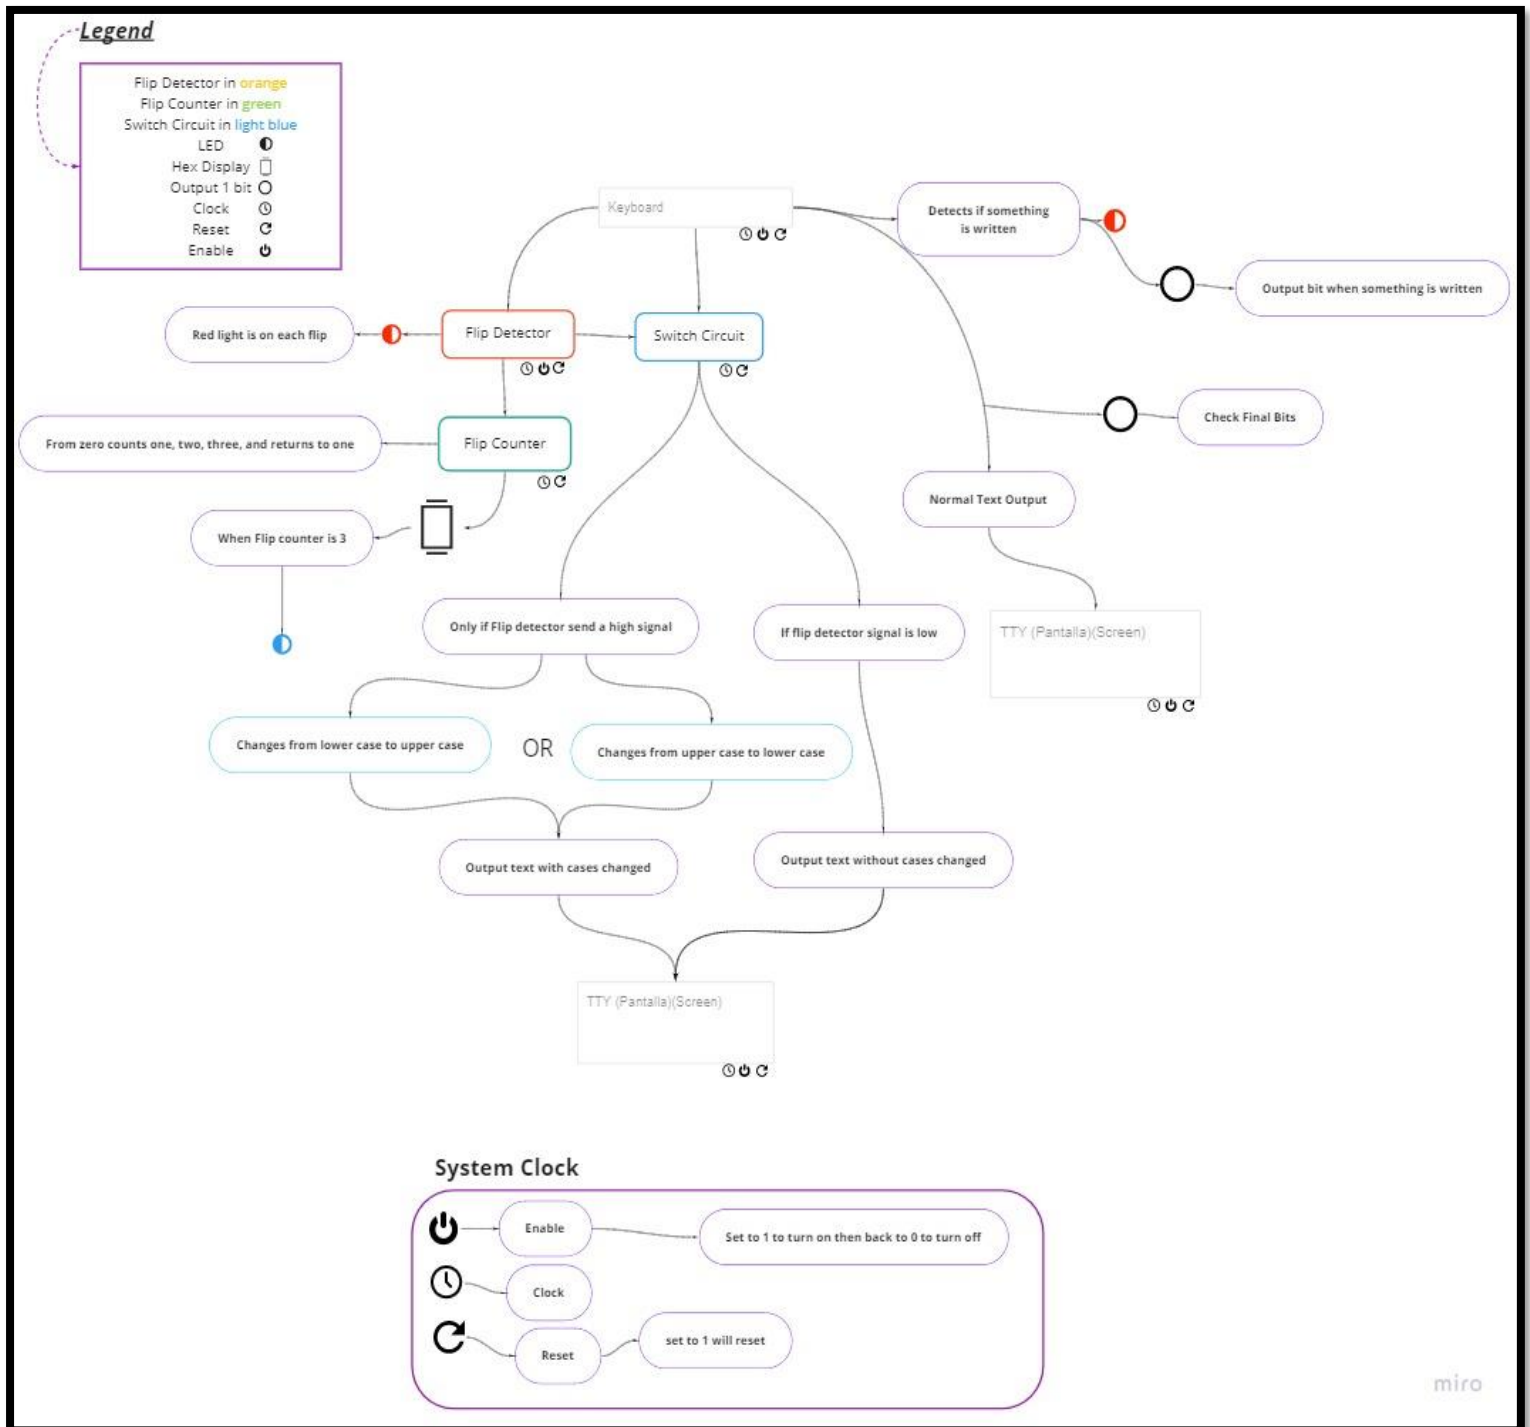 Legend
Flip Detector in orange
Flip Counter in green
Switch Circuit in light blue
LED
Hex Display
Output 1 bit
Clock
Reset
Enable
Keyboard
Detects if something
is written
Output bit when something is written
Red light is on each flip
Flip Detector
Switch Circuit
From zero counts one, two, three, and returns to one
Flip Counter
Check Final Bits
Normal Text Output
When Flip counter is 3
Only if Flip detector send a high signal
If flip detector signal is low
TTY (Pantalla)(Screen)
Changes from lower case to upper case
OR
Changes from upper case to lower case
Output text with cases changed
Output text without cases changed
TTY (Pantalla)(Screen)
System Clock
Enable
Set to 1 to turn on then back to 0 to turn off
Clock
Reset
set to 1 will reset
miro